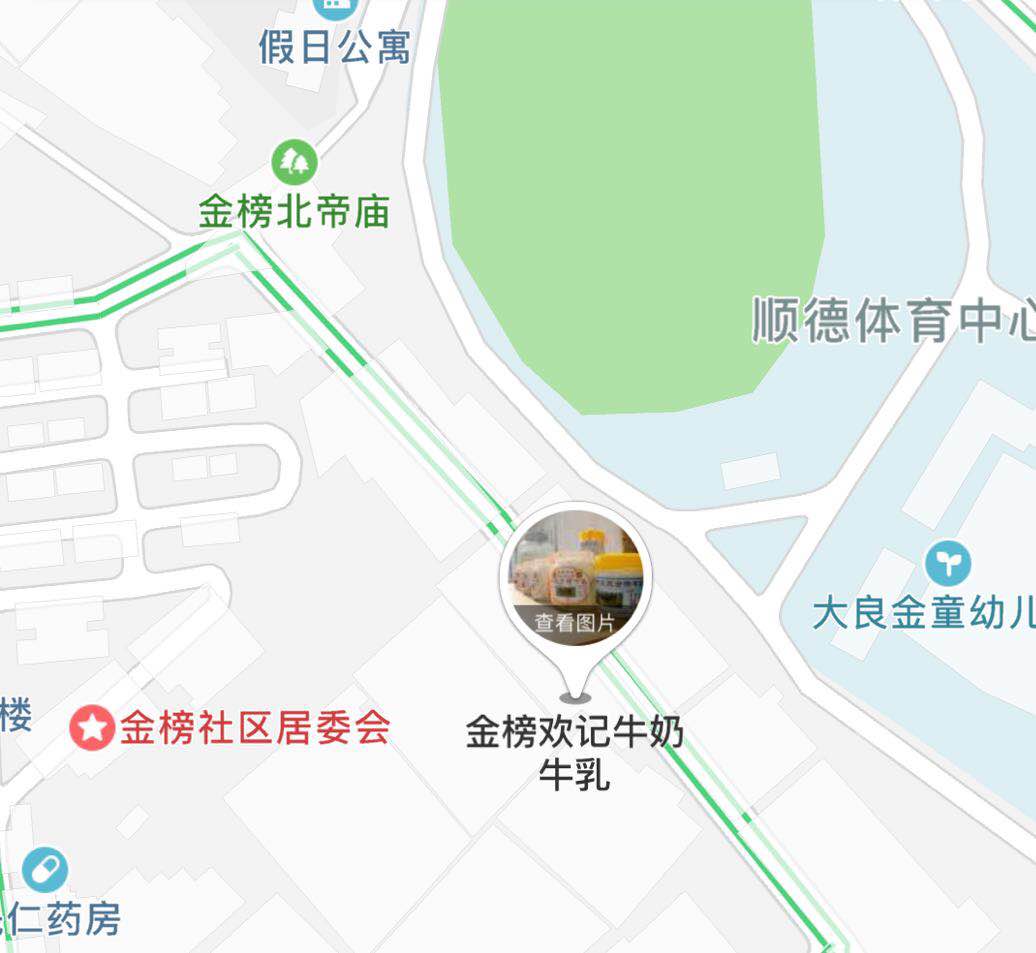 假日公寓
金榜北帝庙
顺德体育中心
大良金童幼儿
查看图片
楼
金榜社区居委会
金榜欢记牛奶
牛乳
仁药房